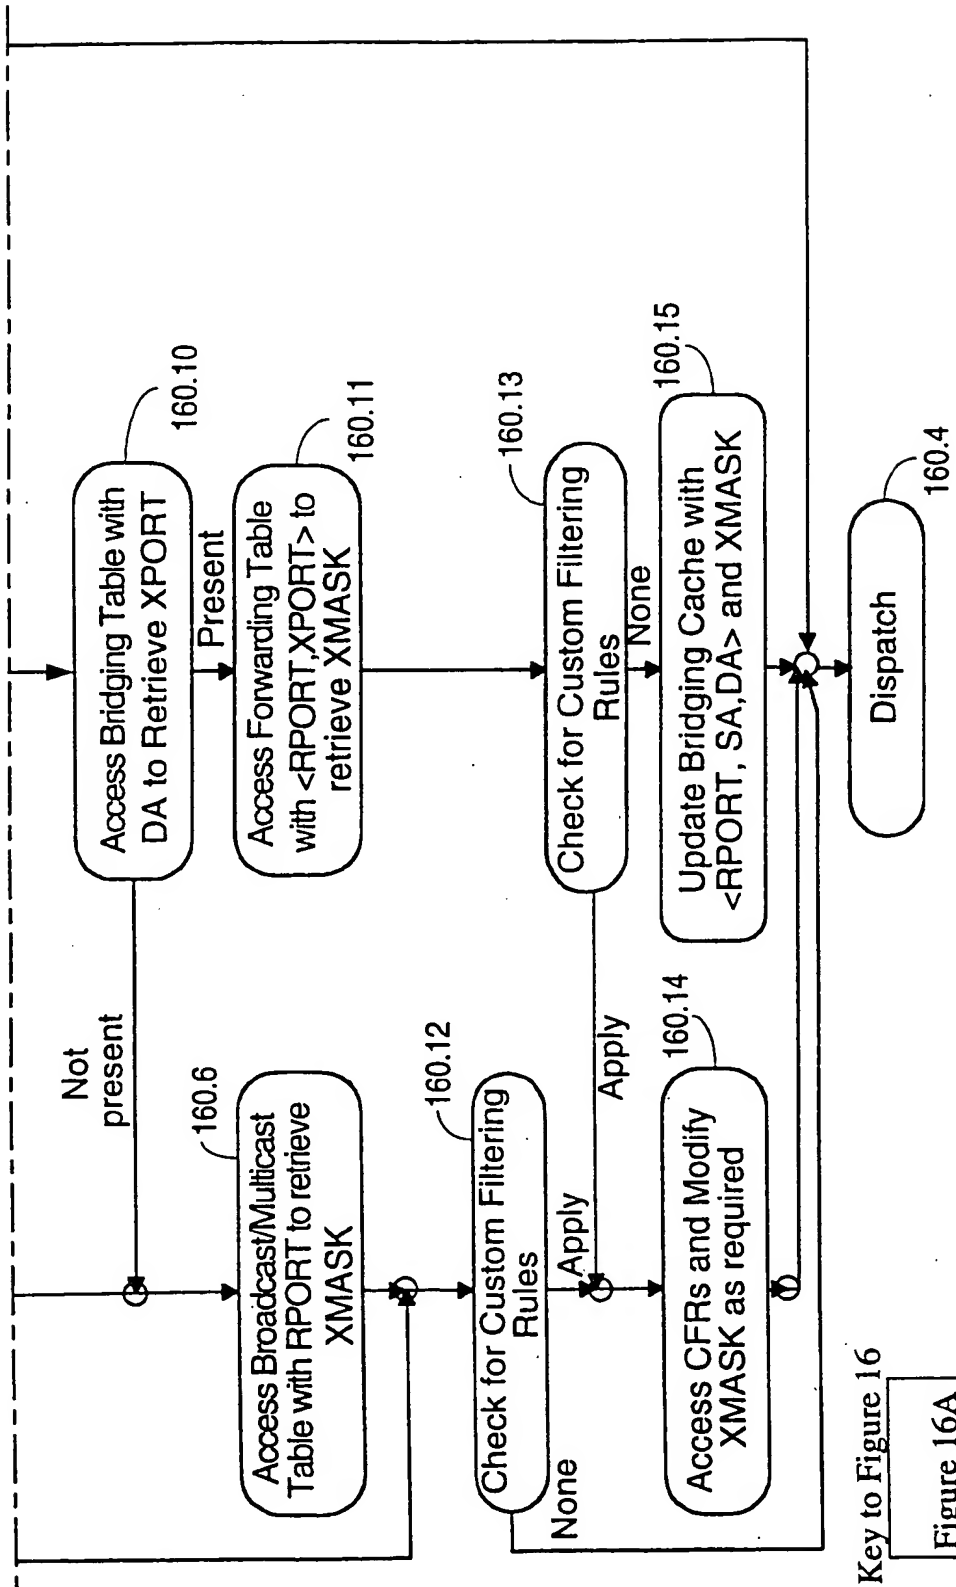 Access Bridging Table with
DA to Retrieve XPORT
160.10
Not
present
Present
Access Broadcast/Multicast
Table with RPORT to retrieve
XMASK
160.6
Access Forwarding Table
with <RPORT,XPORT> to
retrieve XMASK
160.11
Check for Custom Filtering
Rules
160.12
Check for Custom Filtering
Rules
160.13
None
Apply
Apply
None
Access CFRs and Modify
XMASK as required
160.14
Update Bridging Cache with
<RPORT, SA,DA> and XMASK
160.15
Dispatch
160.4
Key to Figure 16
Figure 16A